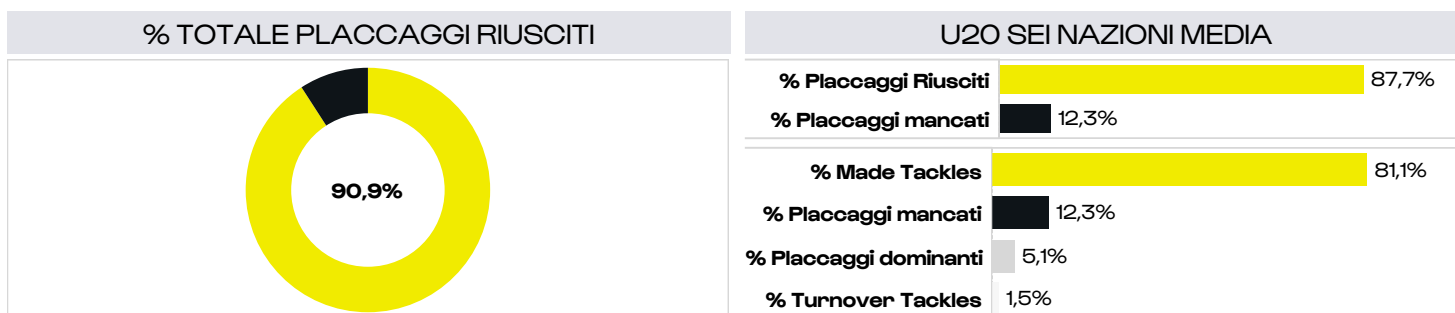 % TOTALE PLACCAGGI RIUSCITI
90,9%
U20 SEI NAZIONI MEDIA
% Placcaggi Riusciti 87,7%
% Placcaggi mancati 12,3%
% Made Tackles 81,1%
% Placcaggi mancati 12,3%
% Placcaggi dominanti 5,1%
% Turnover Tackles 1,5%